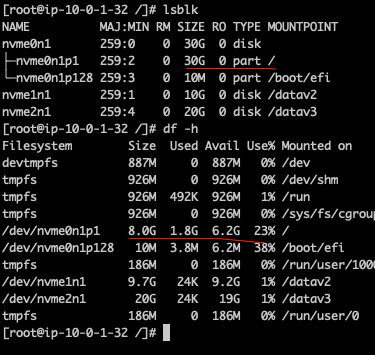 [root@ip-10-0-1-32 /]# lsblk
NAME          MAJ:MIN RM SIZE RO TYPE MOUNTPOINT
nvme0n1       259:0    0  30G  0 disk
├─nvme0n1p1   259:2    0  30G  0 part /
└─nvme0n1p128 259:3    0  10M  0 part /boot/efi
nvme1n1       259:1    0  10G  0 disk /datav2
nvme2n1       259:4    0  20G  0 disk /datav3
[root@ip-10-0-1-32 /]# df -h
Filesystem        Size  Used Avail Use% Mounted on
devtmpfs          887M     0  887M   0% /dev
tmpfs             926M     0  926M   0% /dev/shm
tmpfs             926M  492K  926M   1% /run
tmpfs             926M     0  926M   0% /sys/fs/cgroup
/dev/nvme0n1p1    8.0G  1.8G  6.2G  23% /
/dev/nvme0n1p128   10M  3.8M  6.2M  38% /boot/efi
tmpfs             186M     0  186M   0% /run/user/1000
/dev/nvme1n1      9.7G   24K  9.2G   1% /datav2
/dev/nvme2n1       20G   24K   19G   1% /datav3
tmpfs             186M     0  186M   0% /run/user/0
[root@ip-10-0-1-32 /]#